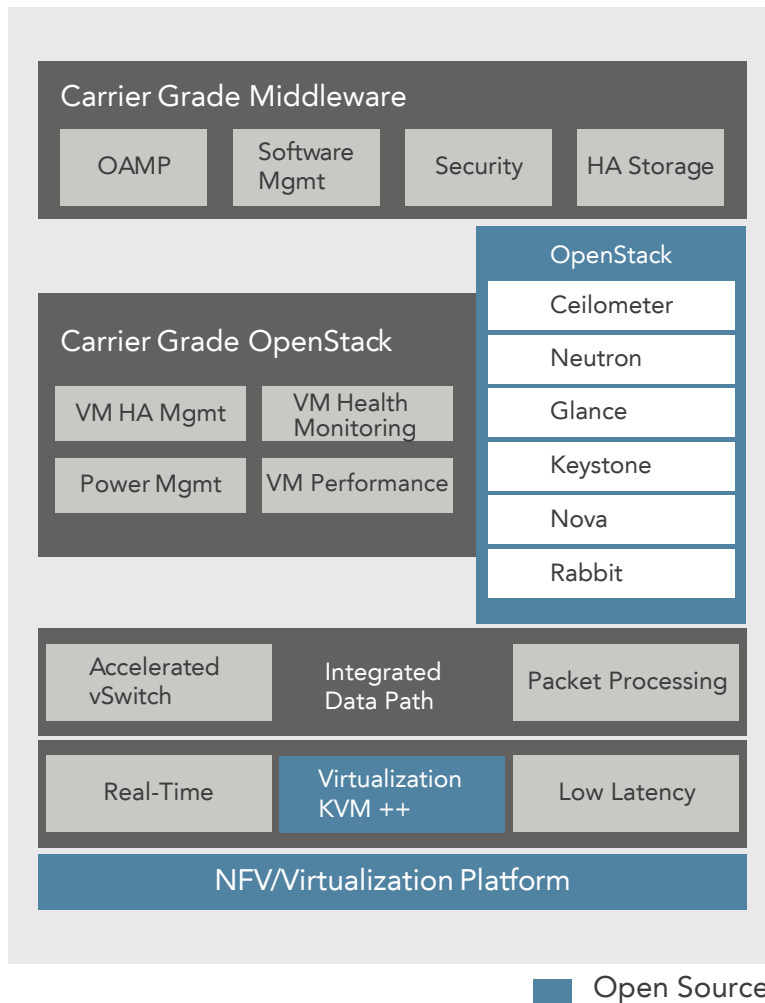 Carrier Grade Middleware
OAMP
Software
Mgmt
Security
HA Storage
OpenStack
Ceilometer
Neutron
Glance
Keystone
Nova
Rabbit
Carrier Grade OpenStack
VM HA Mgmt
VM Health
Monitoring
Power Mgmt
VM Performance
Accelerated
vSwitch
Integrated
Data Path
Packet Processing
Real-Time
Virtualization
KVM ++
Low Latency
NFV/Virtualization Platform
Open Source